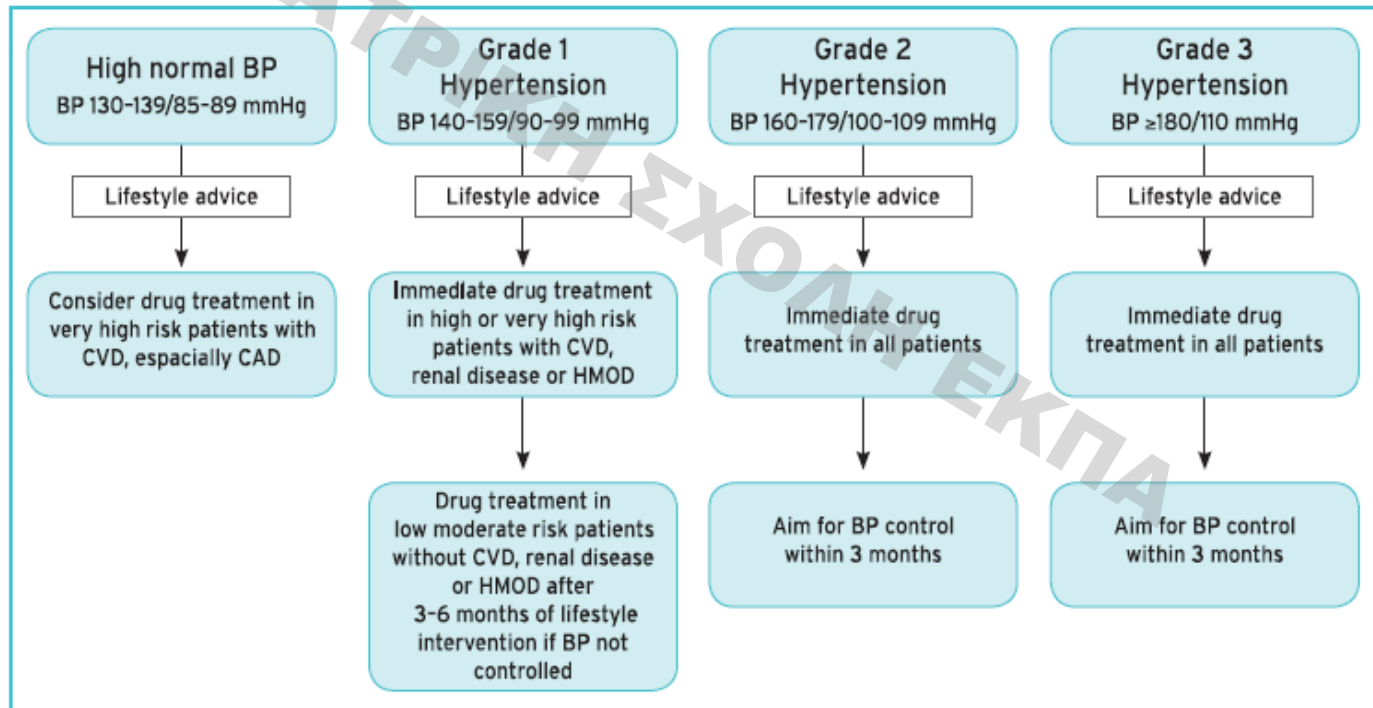 High normal BP
BP 130-139/85-89 mmHg
Lifestyle advice
Consider drug treatment in
very high risk patients with
CVD, espacially CAD
Grade 1
Hypertension
BP 140-159/90-99 mmHg
Lifestyle advice
Immediate drug treatment
in high or very high risk
patients with CVD,
renal disease or HMOD
Drug treatment in
low moderate risk patients
without CVD, renal disease
or HMOD after
3-6 months of lifestyle
intervention if BP not
controlled
Grade 2
Hypertension
BP 160-179/100-109 mmHg
Lifestyle advice
Immediate drug
treatment in all patients
Aim for BP control
within 3 months
Grade 3
Hypertension
BP ≥180/110 mmHg
Lifestyle advice
Immediate drug
treatment in all patients
Aim for BP control
within 3 months
ΑΤΡΙΚΗ ΣΧΟΛΗ ΕΚΠΑ